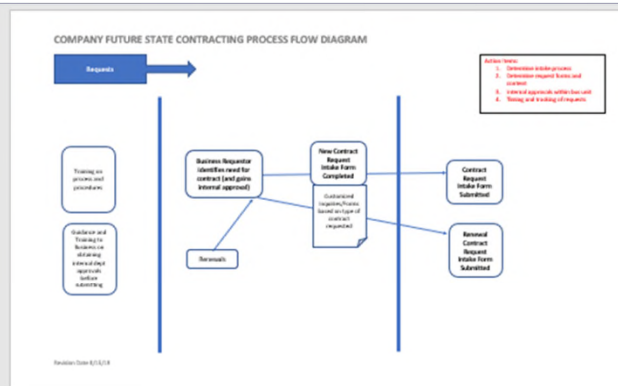 COMPANY FUTURE STATE CONTRACTING PROCESS FLOW DIAGRAM
Requests
Action Items:
1. Determine intake process
2. Determine request forms and
content
3. Internal approvals within bus unit
4. Timing and tracking of requests
Training on
process and
procedures
Guidance and
Training to
Business on
obtaining
internal dept
approvals
before
submitting
Business Requestor
identifies need for
contract (and gains
internal approval)
Renewals
New Contract
Request
Intake Form
Completed
Customized
Inquiries/Forms
based on type of
contract
requested
Contract
Request
Intake Form
Submitted
Renewal
Contract
Request
Intake Form
Submitted
Revision Date